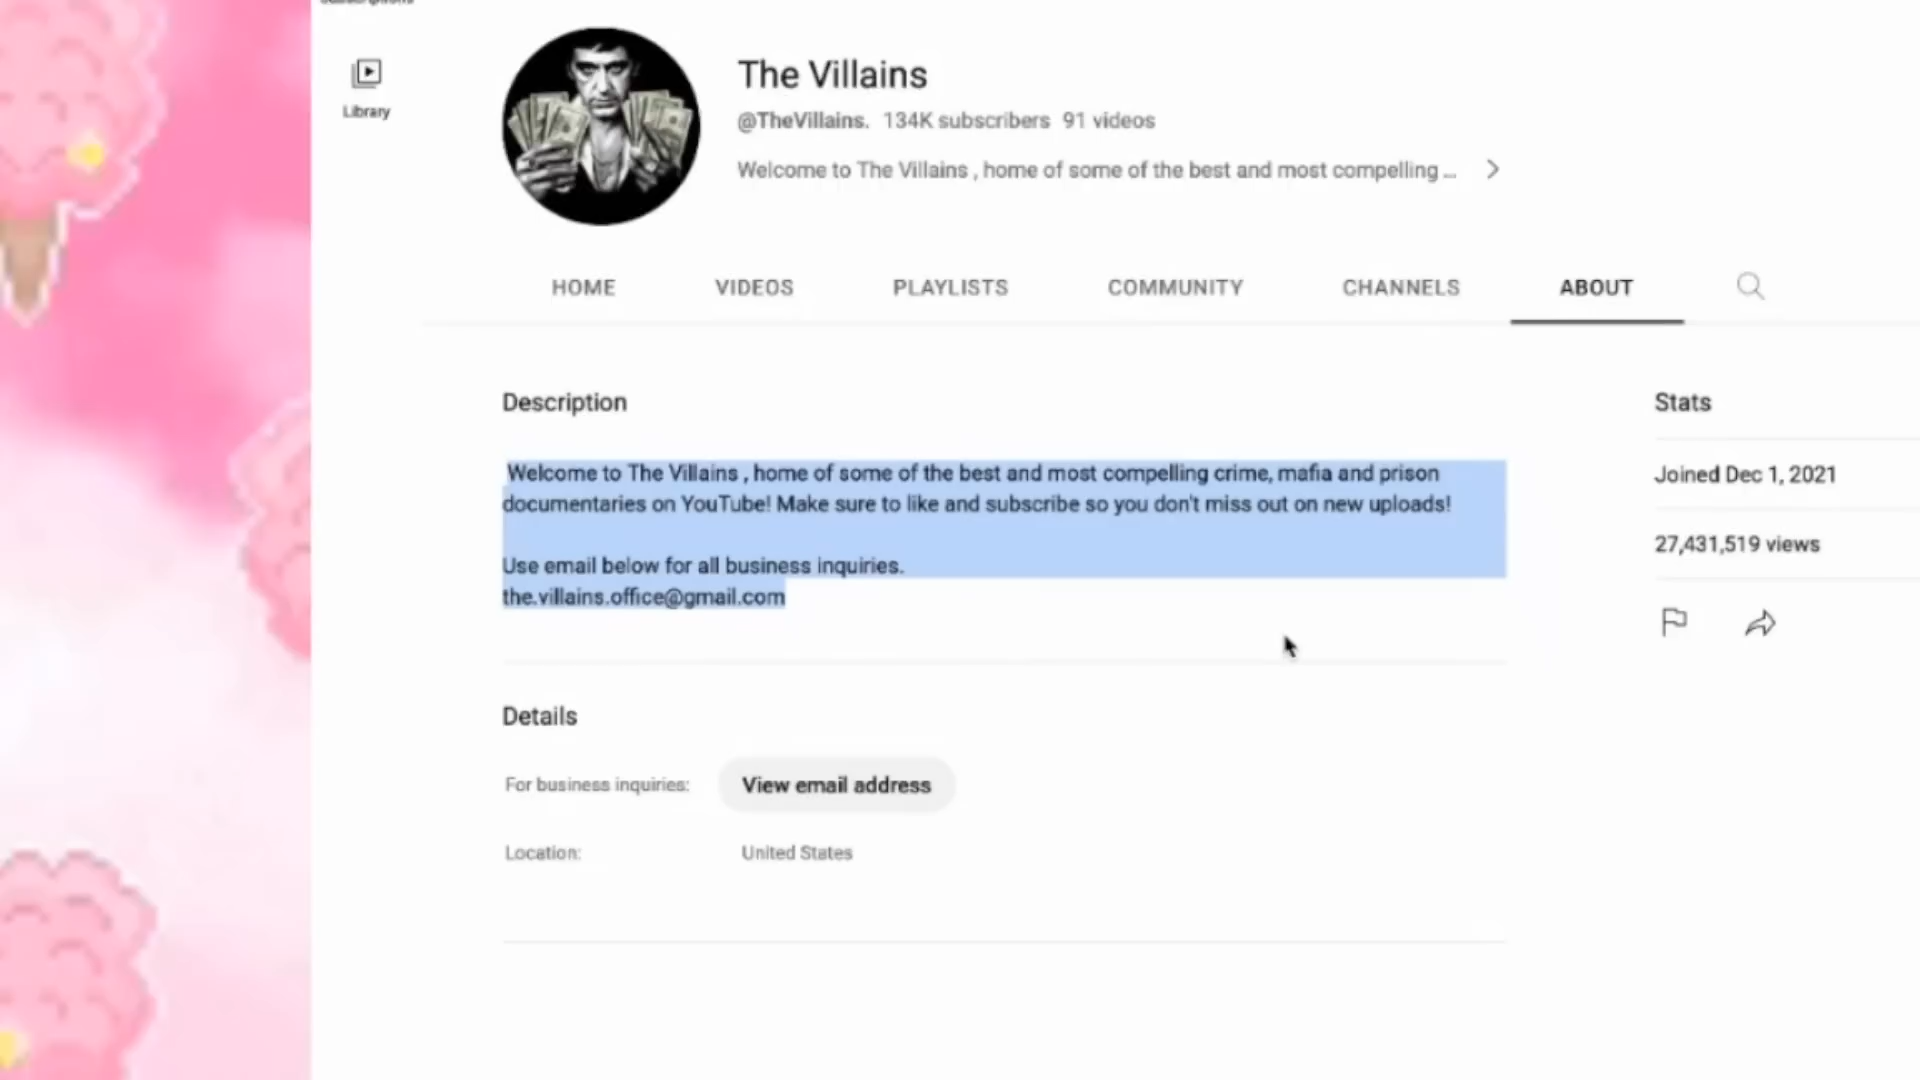 Library
The Villains
@TheVillains. 134K subscribers 91 videos
Welcome to The Villains , home of some of the best and most compelling ...
HOME VIDEOS PLAYLISTS COMMUNITY CHANNELS ABOUT
Description
Stats
Welcome to The Villains , home of some of the best and most compelling crime, mafia and prison
documentaries on YouTube! Make sure to like and subscribe so you don't miss out on new uploads!
Joined Dec 1, 2021
27,431,519 views
Use email below for all business inquiries.
the.villains.office@gmail.com
Details
For business inquiries: View email address
Location: United States